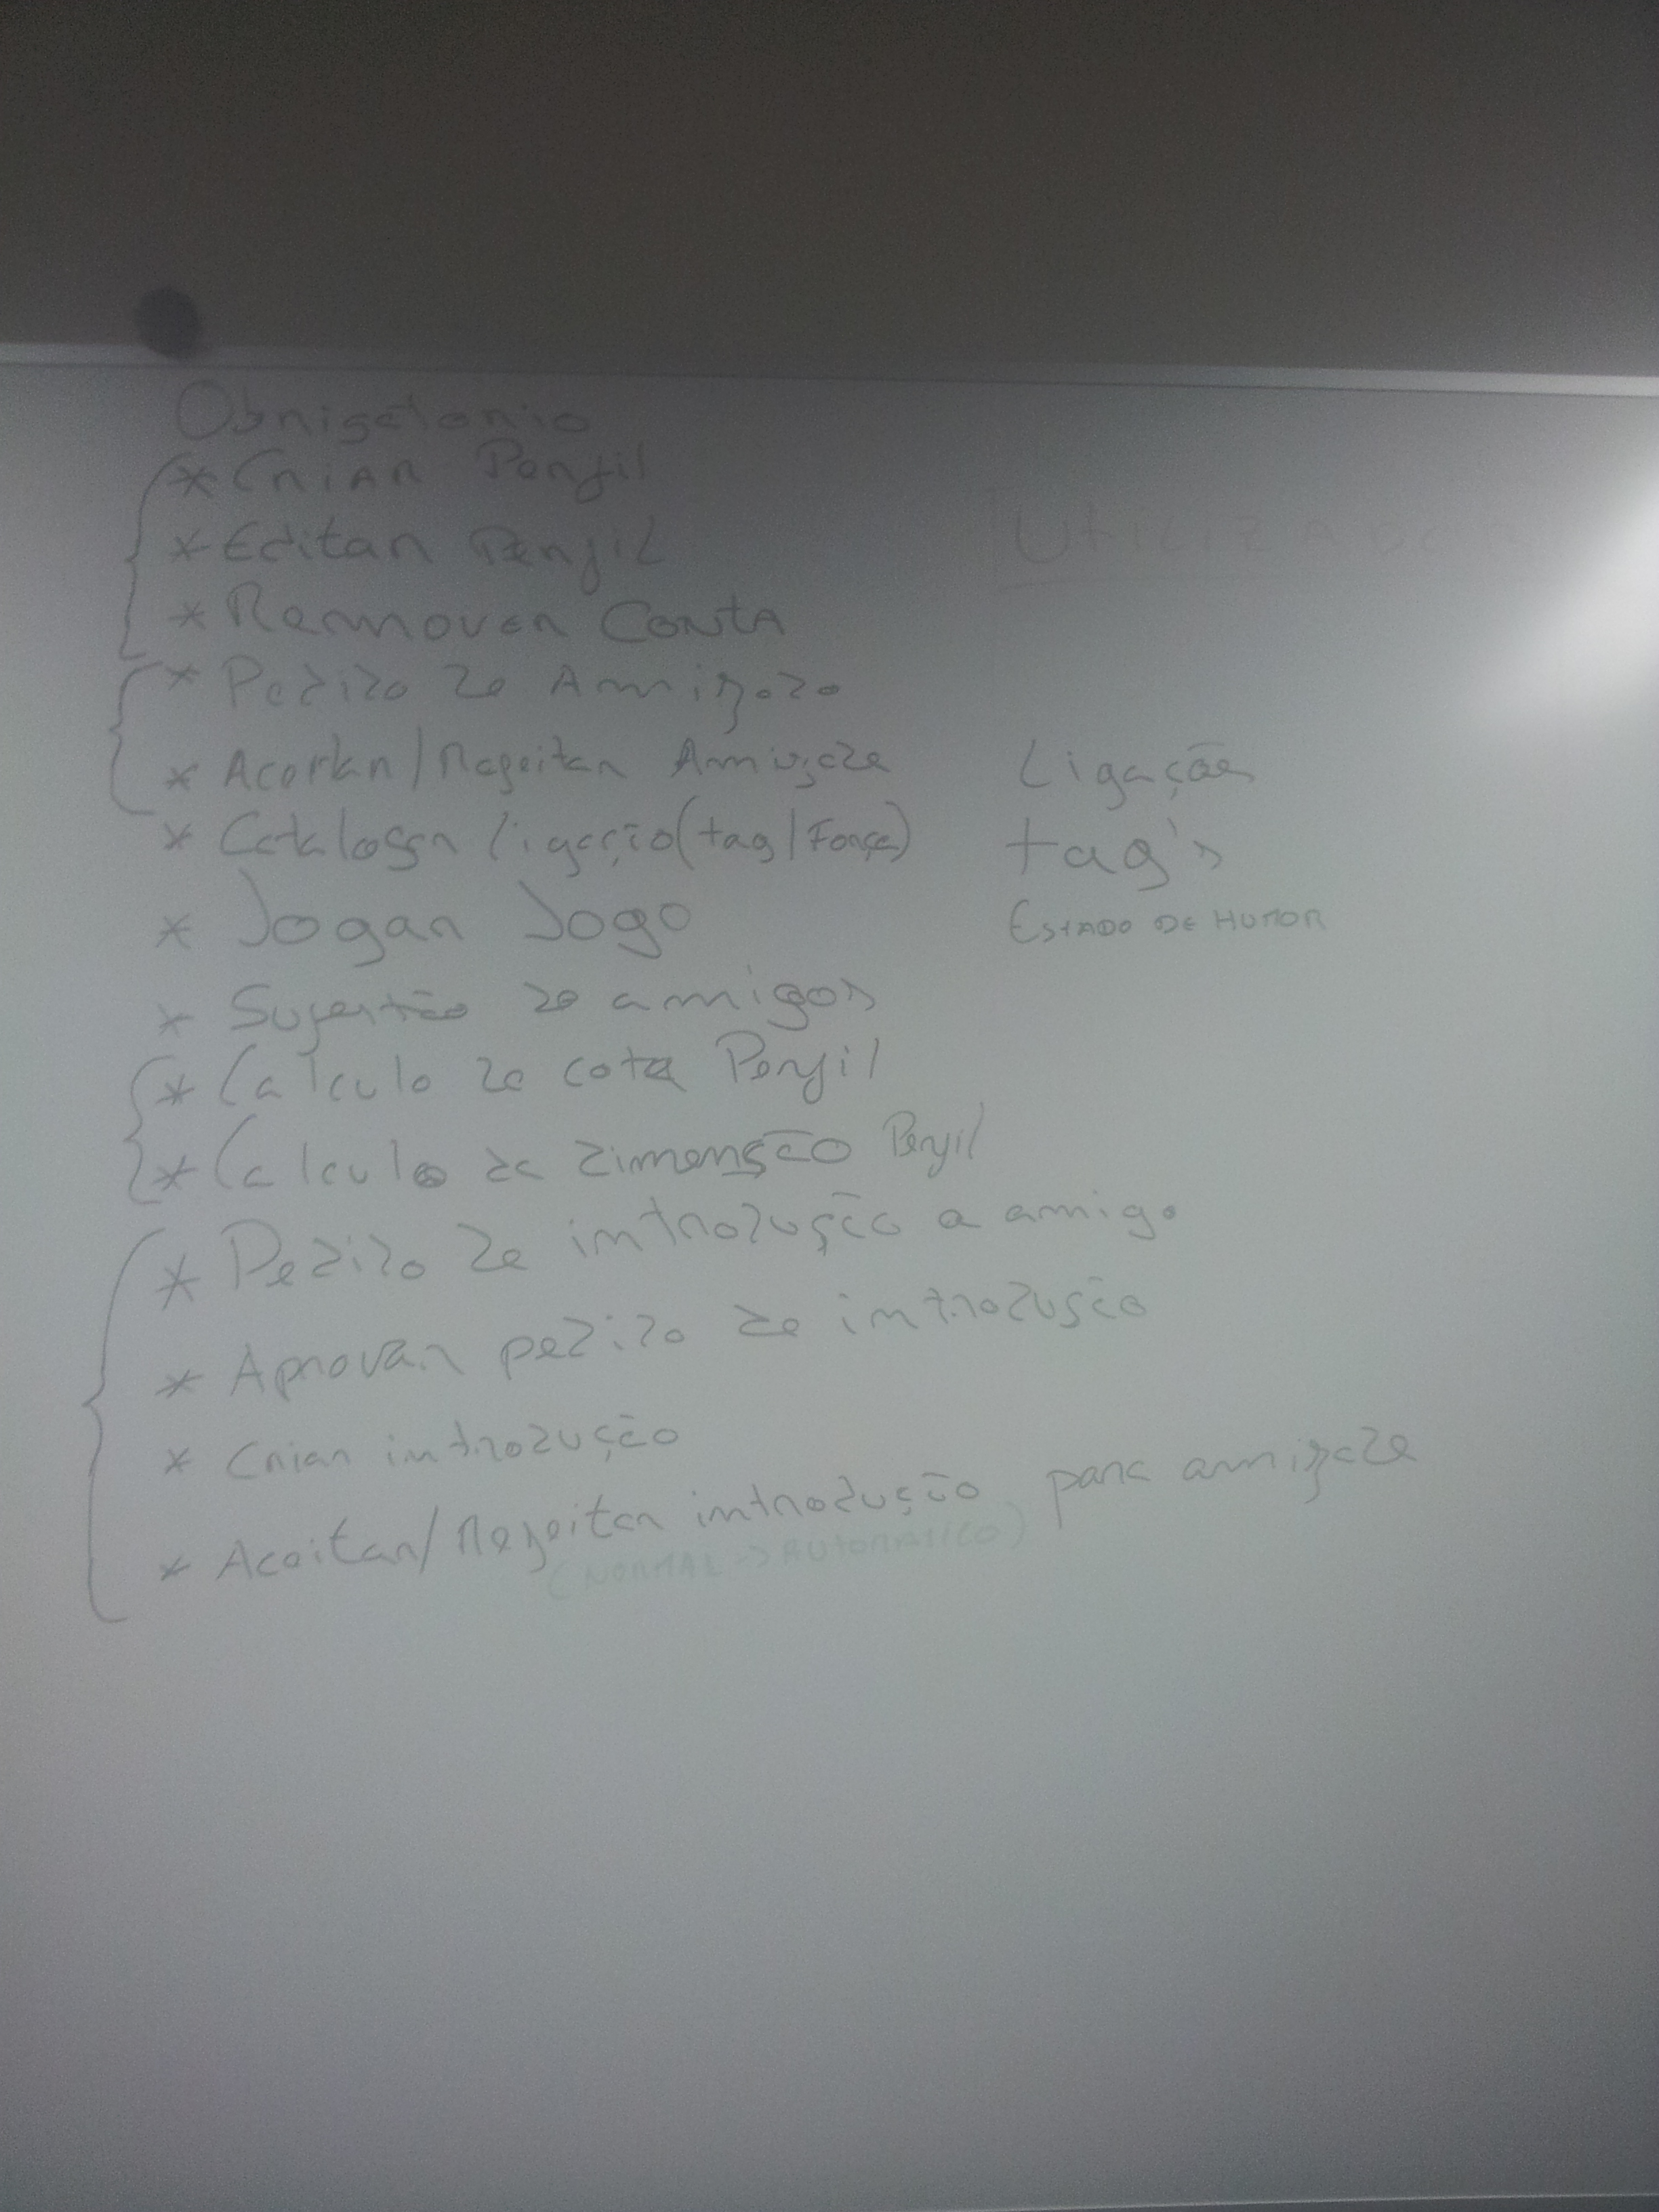 Obrigatorio
* Criar Perfil
* Editar Perfil
* Remover Conta
* Pedido de Amizade
* Aceitar/Rejeitar Amizade
* Catalogar ligação (tag/Força)
* Jogar Jogo
* Sugestão de amigos
* Calculo de cota Perfil
* Calculo da dimensão Perfil
* Pedido de introdução a amigo
* Aprovar pedido de introdução
* Criar introdução
* Aceitar/Rejeitar introdução para amizade
(NORMAL -> AUTOMATICO)
Ligação
tag's
ESTADO DE HUMOR